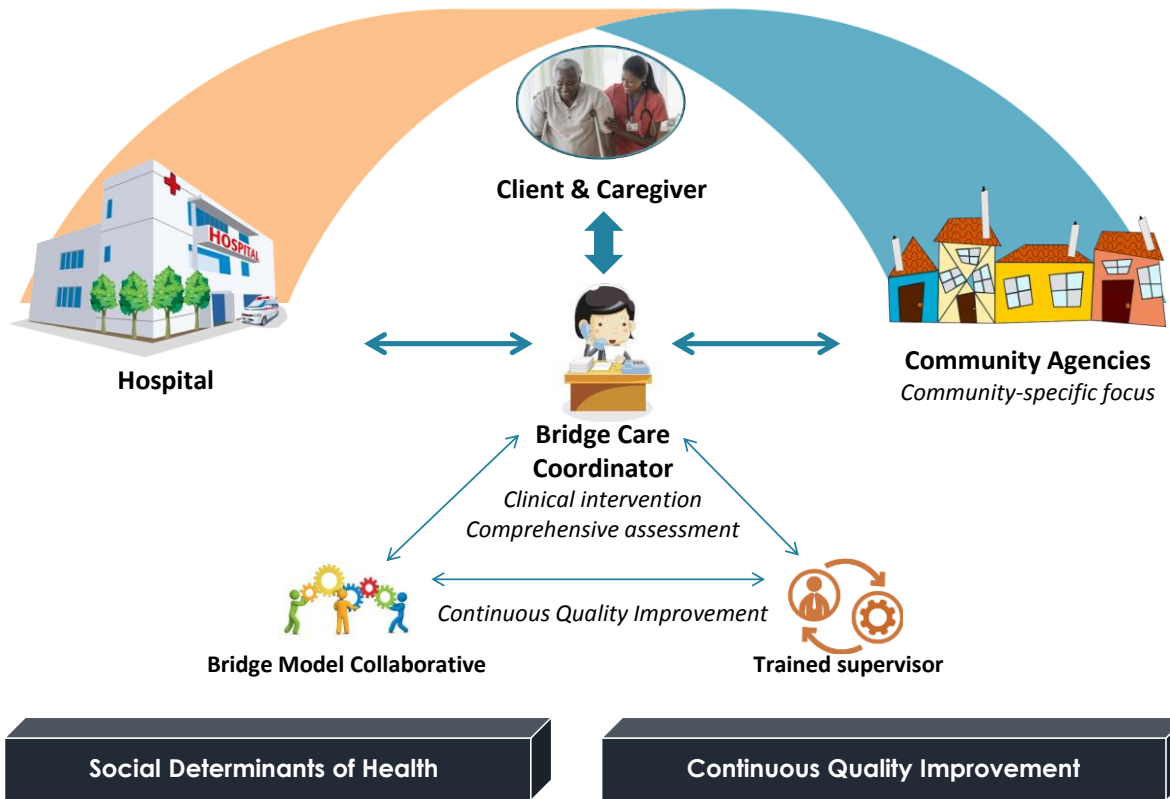 Client & Caregiver
HOSPITAL
Hospital
Community Agencies
Community-specific focus
Bridge Care
Coordinator
Clinical intervention
Comprehensive assessment
Continuous Quality Improvement
Bridge Model Collaborative
Trained supervisor
Social Determinants of Health
Continuous Quality Improvement